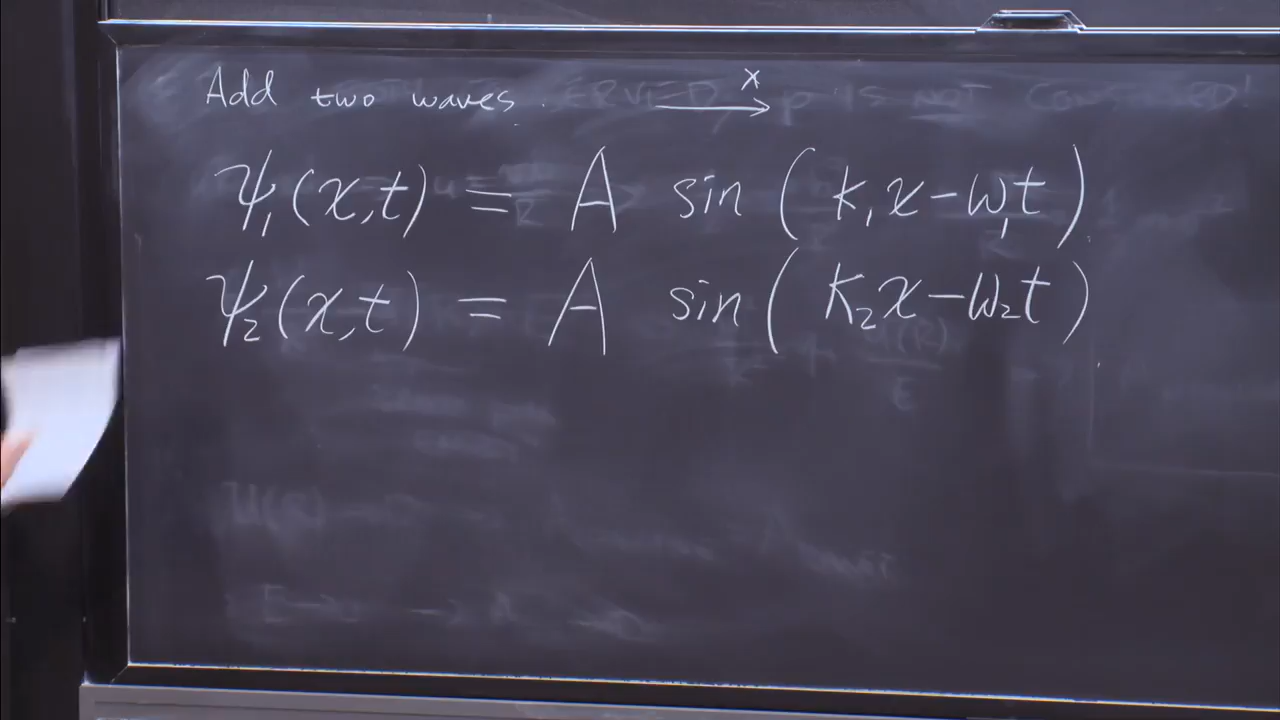 Add two waves. x
ψ₁(x,t) = A sin(k₁x-ω₁t)
ψ₂(x,t) = A sin(k₂x-ω₂t)